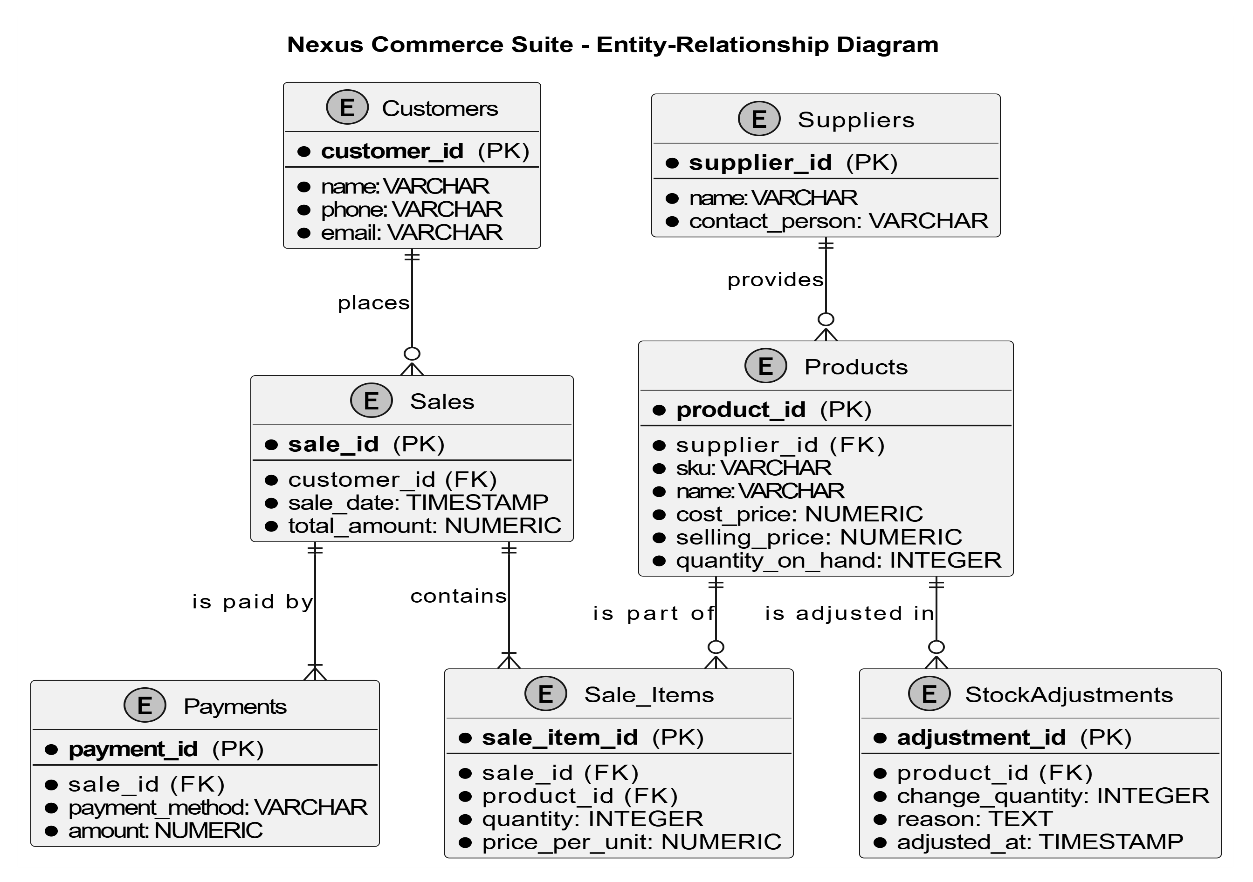 Nexus Commerce Suite - Entity-Relationship Diagram
E Customers
customer_id (PK)
name: VARCHAR
phone: VARCHAR
email: VARCHAR
E Suppliers
supplier_id (PK)
name: VARCHAR
contact_person: VARCHAR
places
provides
E Sales
sale_id (PK)
customer_id (FK)
sale_date: TIMESTAMP
total_amount: NUMERIC
E Products
product_id (PK)
supplier_id (FK)
sku: VARCHAR
name: VARCHAR
cost_price: NUMERIC
selling_price: NUMERIC
quantity_on_hand: INTEGER
is paid by
contains
is part of
is adjusted in
E Payments
payment_id (PK)
sale_id (FK)
payment_method: VARCHAR
amount: NUMERIC
E Sale_Items
sale_item_id (PK)
sale_id (FK)
product_id (FK)
quantity: INTEGER
price_per_unit: NUMERIC
E StockAdjustments
adjustment_id (PK)
product_id (FK)
change_quantity: INTEGER
reason: TEXT
adjusted_at: TIMESTAMP